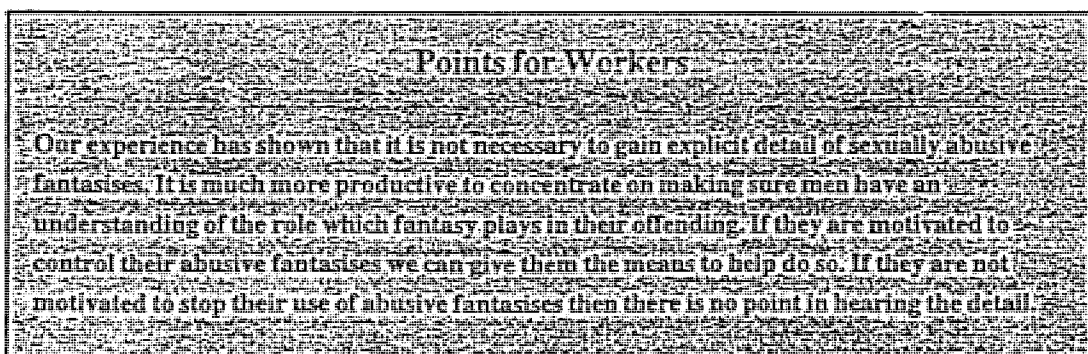 Points for Workers
Our experience has shown that it is not necessary to gain explicit detail of sexually abusive
fantasises. It is much more productive to concentrate on making sure men have an
understanding of the role which fantasy plays in their offending. If they are motivated to
control their abusive fantasises we can give them the means to help do so. If they are not
motivated to stop their use of abusive fantasises then there is no point in hearing the detail.